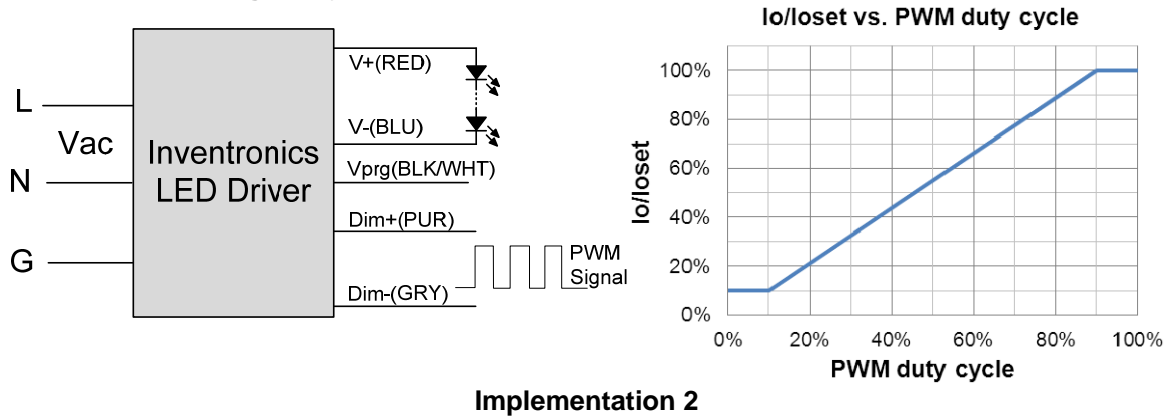 L
Vac
N
G
Inventronics
LED Driver
V+(RED)
V-(BLU)
Vprg(BLK/WHT)
Dim+(PUR)
Dim-(GRY)
PWM
Signal
Io/Ioset vs. PWM duty cycle
Io/Ioset
100%
80%
60%
40%
20%
0%
0% 20% 40% 60% 80% 100%
PWM duty cycle
Implementation 2